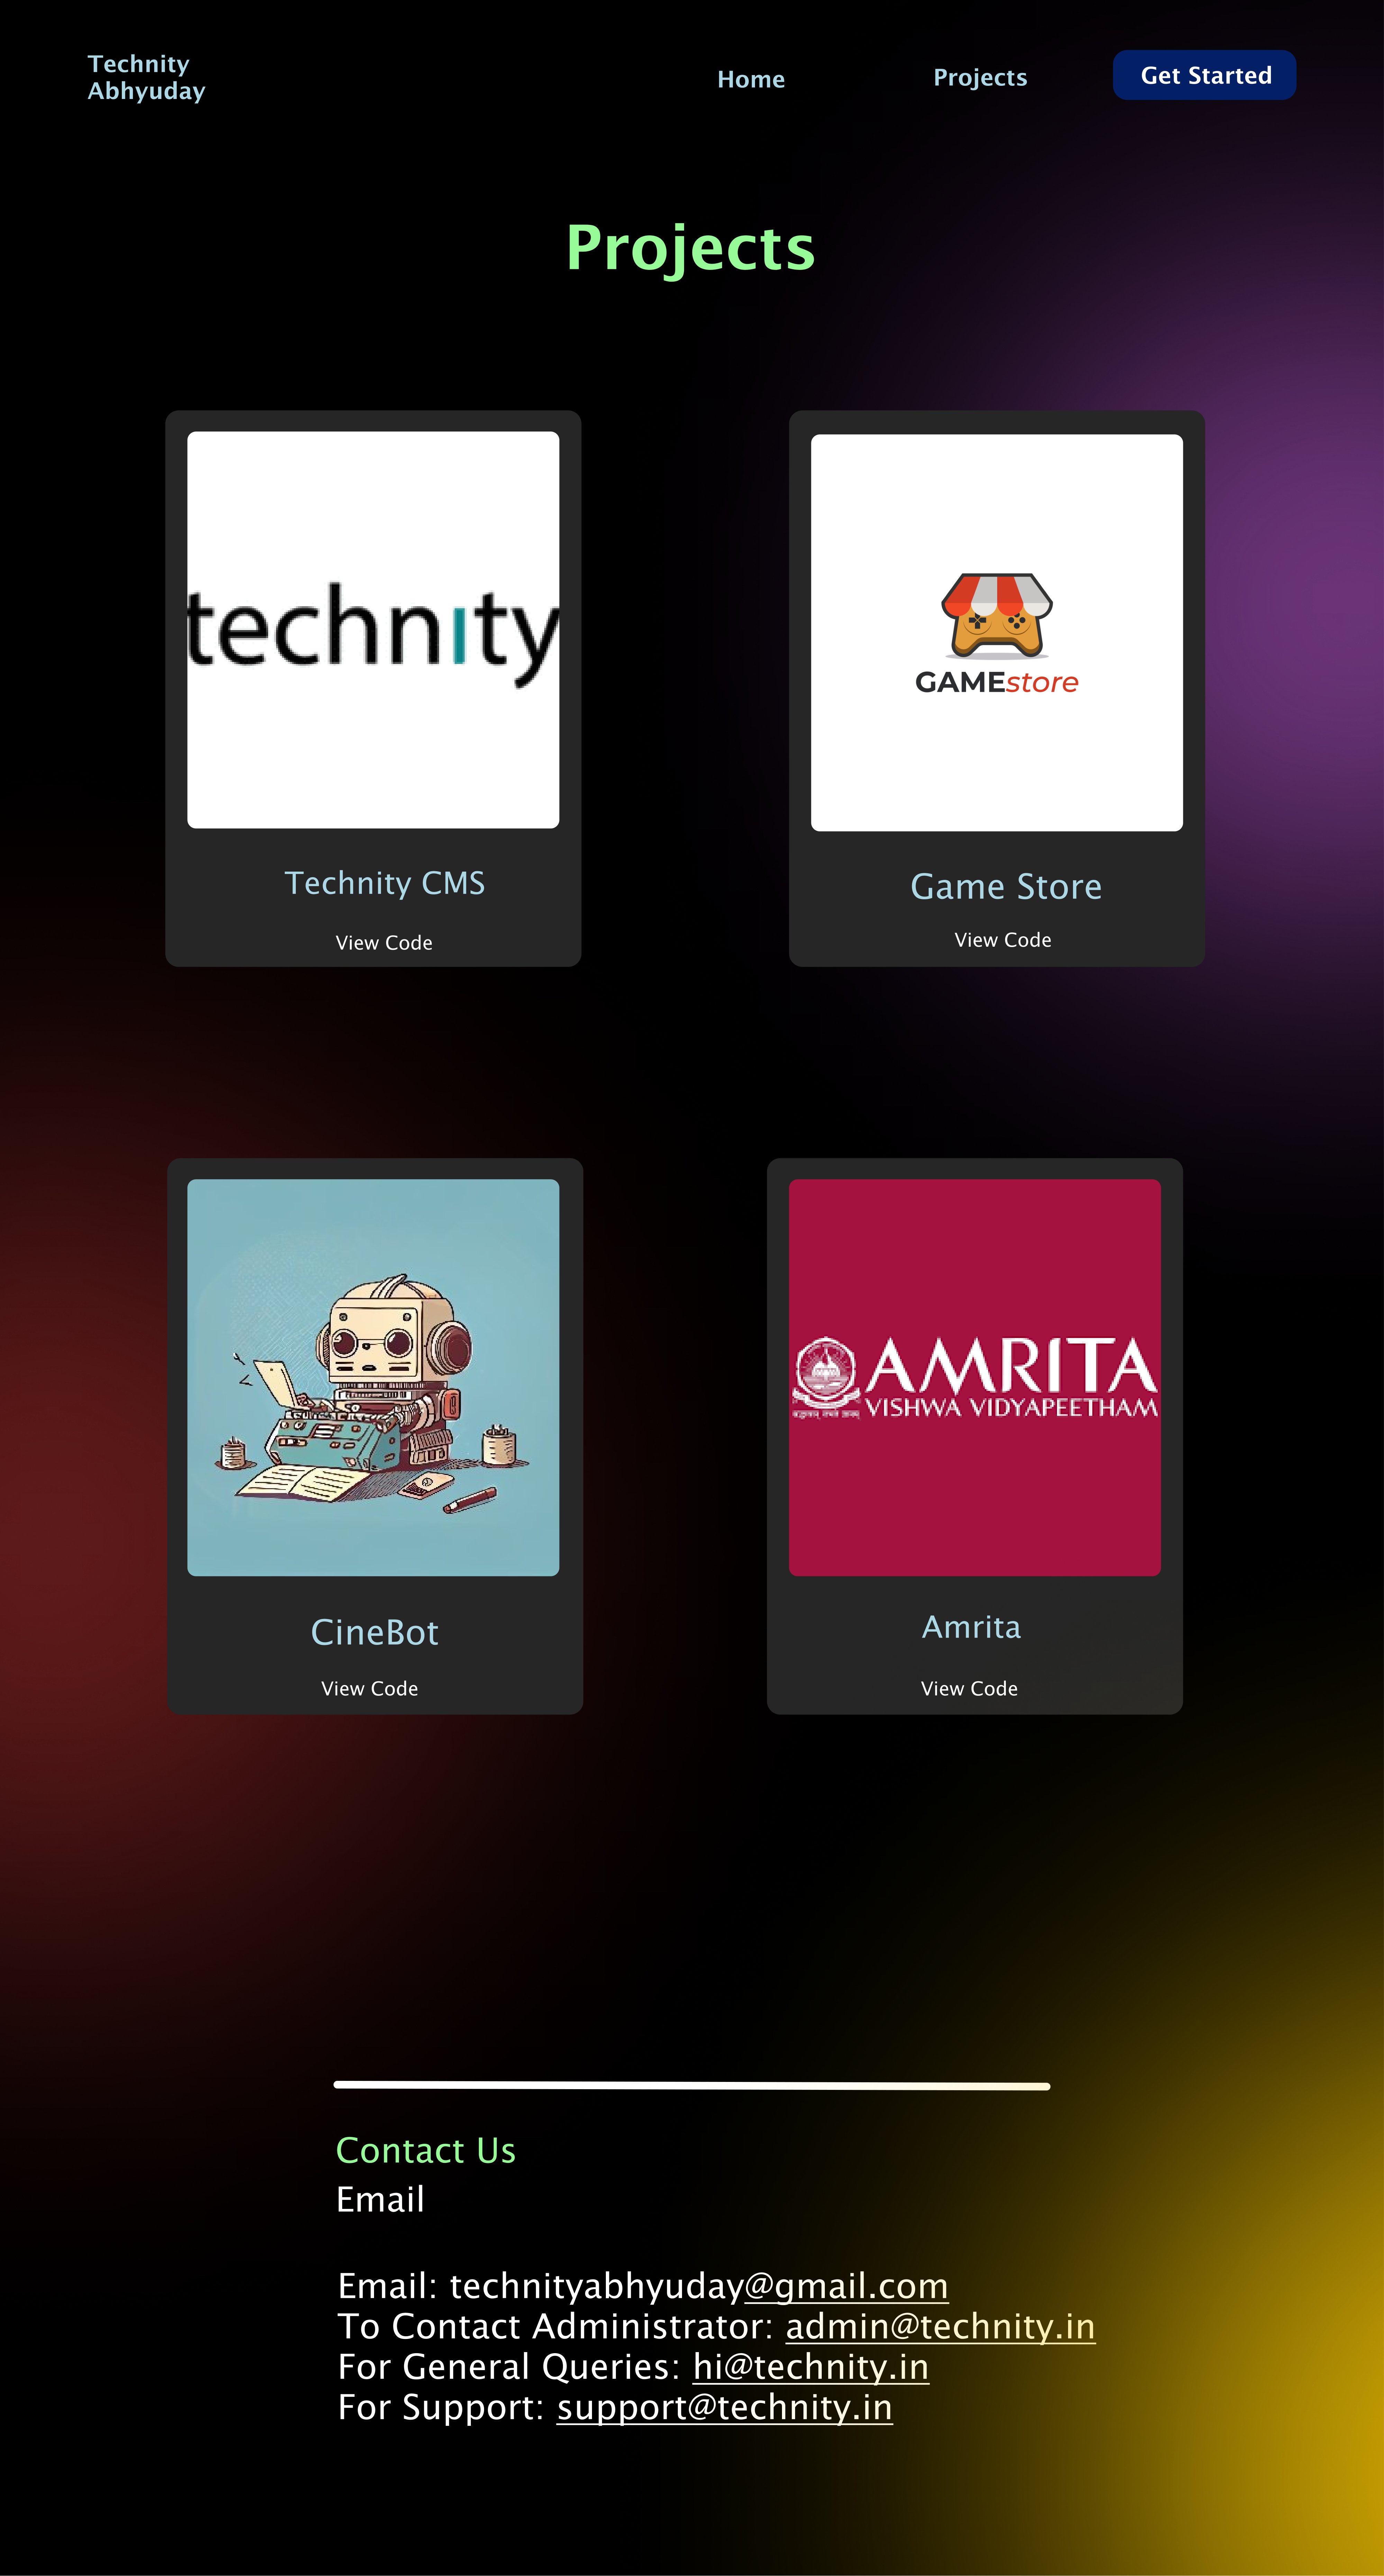 Technity
Abhyuday
Home
Projects
Get Started
Projects
technity
GAMEstore
Technity CMS
View Code
Game Store
View Code
AMRITA
VISHWA VIDYAPEETHAM
CineBot
View Code
Amrita
View Code
Contact Us
Email
Email: technityabhyuday@gmail.com
To Contact Administrator: admin@technity.in
For General Queries: hi@technity.in
For Support: support@technity.in